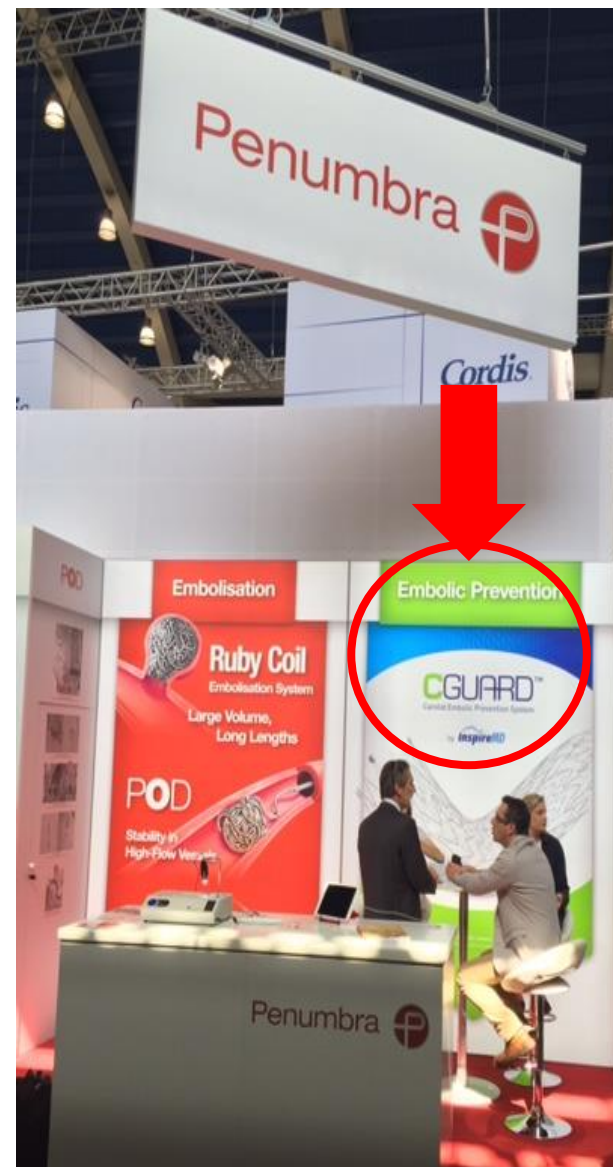 Penumbra
Cordis
POD
Embolisation
Ruby Coil
Embolisation System
Large Volume,
Long Lengths
POD
Stability in
High-Flow Vessels
Embolic Prevention
CGUARD™
Carotid Embolic Prevention System
by InspireMD
Penumbra